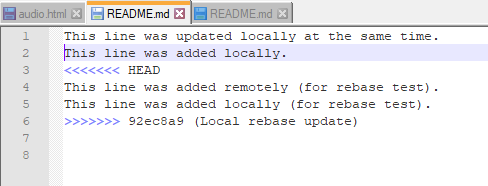 audio.html README.md README.md
1 This line was updated locally at the same time.
2 This line was added locally.
3 <<<<<<< HEAD
4 This line was added remotely (for rebase test).
5 This line was added locally (for rebase test).
6 >>>>>>> 92ec8a9 (Local rebase update)
7
8